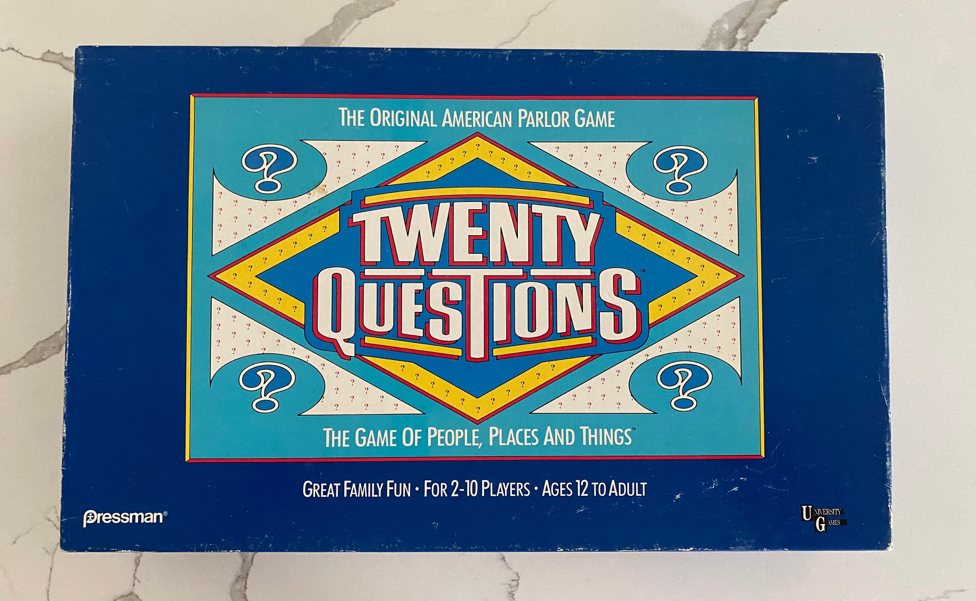 THE ORIGINAL AMERICAN PARLOR GAME
TWENTY
QUESTIONS
THE GAME OF PEOPLE, PLACES AND THINGS™
GREAT FAMILY FUN · FOR 2-10 PLAYERS · AGES 12 TO ADULT
Pressman®
UNIVERSITY
GAMES